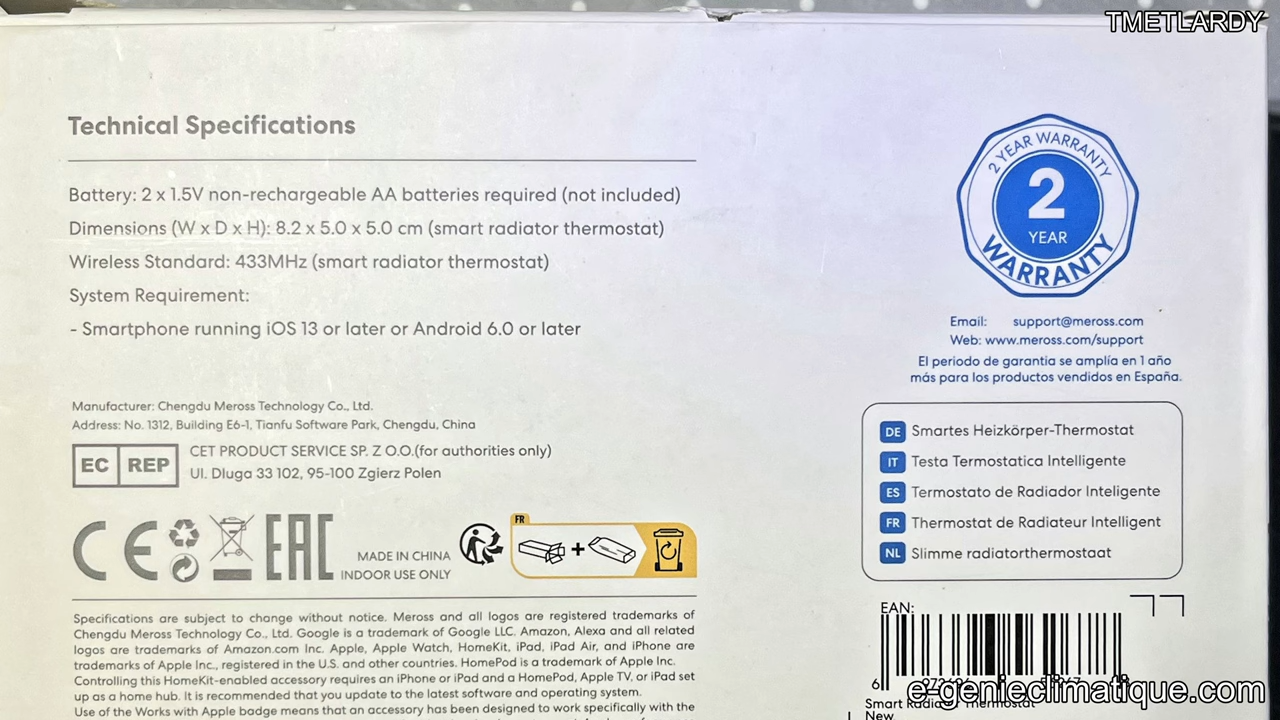 TMETLARDY
Technical Specifications
Battery: 2 x 1.5V non-rechargeable AA batteries required (not included)
Dimensions (W x D x H): 8.2 x 5.0 x 5.0 cm (smart radiator thermostat)
Wireless Standard: 433MHz (smart radiator thermostat)
System Requirement:
- Smartphone running iOS 13 or later or Android 6.0 or later
Manufacturer: Chengdu Meross Technology Co., Ltd.
Address: No. 1312, Building E6-1, Tianfu Software Park, Chengdu, China
EC REP
CET PRODUCT SERVICE SP. Z O.O.(for authorities only)
Ul. Dluga 33 102, 95-100 Zgierz Polen
CE EAC
MADE IN CHINA
INDOOR USE ONLY
FR
Specifications are subject to change without notice. Meross and all logos are registered trademarks of
Chengdu Meross Technology Co., Ltd. Google is a trademark of Google LLC. Amazon, Alexa and all related
logos are trademarks of Amazon.com Inc. Apple, Apple Watch, HomeKit, iPad, iPad Air, and iPhone are
trademarks of Apple Inc., registered in the U.S. and other countries. HomePod is a trademark of Apple Inc.
Controlling this HomeKit-enabled accessory requires an iPhone or iPad and a HomePod, Apple TV, or iPad set
up as a home hub. It is recommended that you update to the latest software and operating system.
Use of the Works with Apple badge means that an accessory has been designed to work specifically with the
2 YEAR WARRANTY
2
YEAR
WARRANTY
Email: support@meross.com
Web: www.meross.com/support
El periodo de garantia se amplía en 1 año
más para los productos vendidos en España.
DE Smartes Heizkörper-Thermostat
IT Testa Termostatica Intelligente
ES Termostato de Radiador Inteligente
FR Thermostat de Radiateur Intelligent
NL Slimme radiatorthermostaat
EAN:
6
e-genieclimatique.com
Smart Radiator Thermostat
New